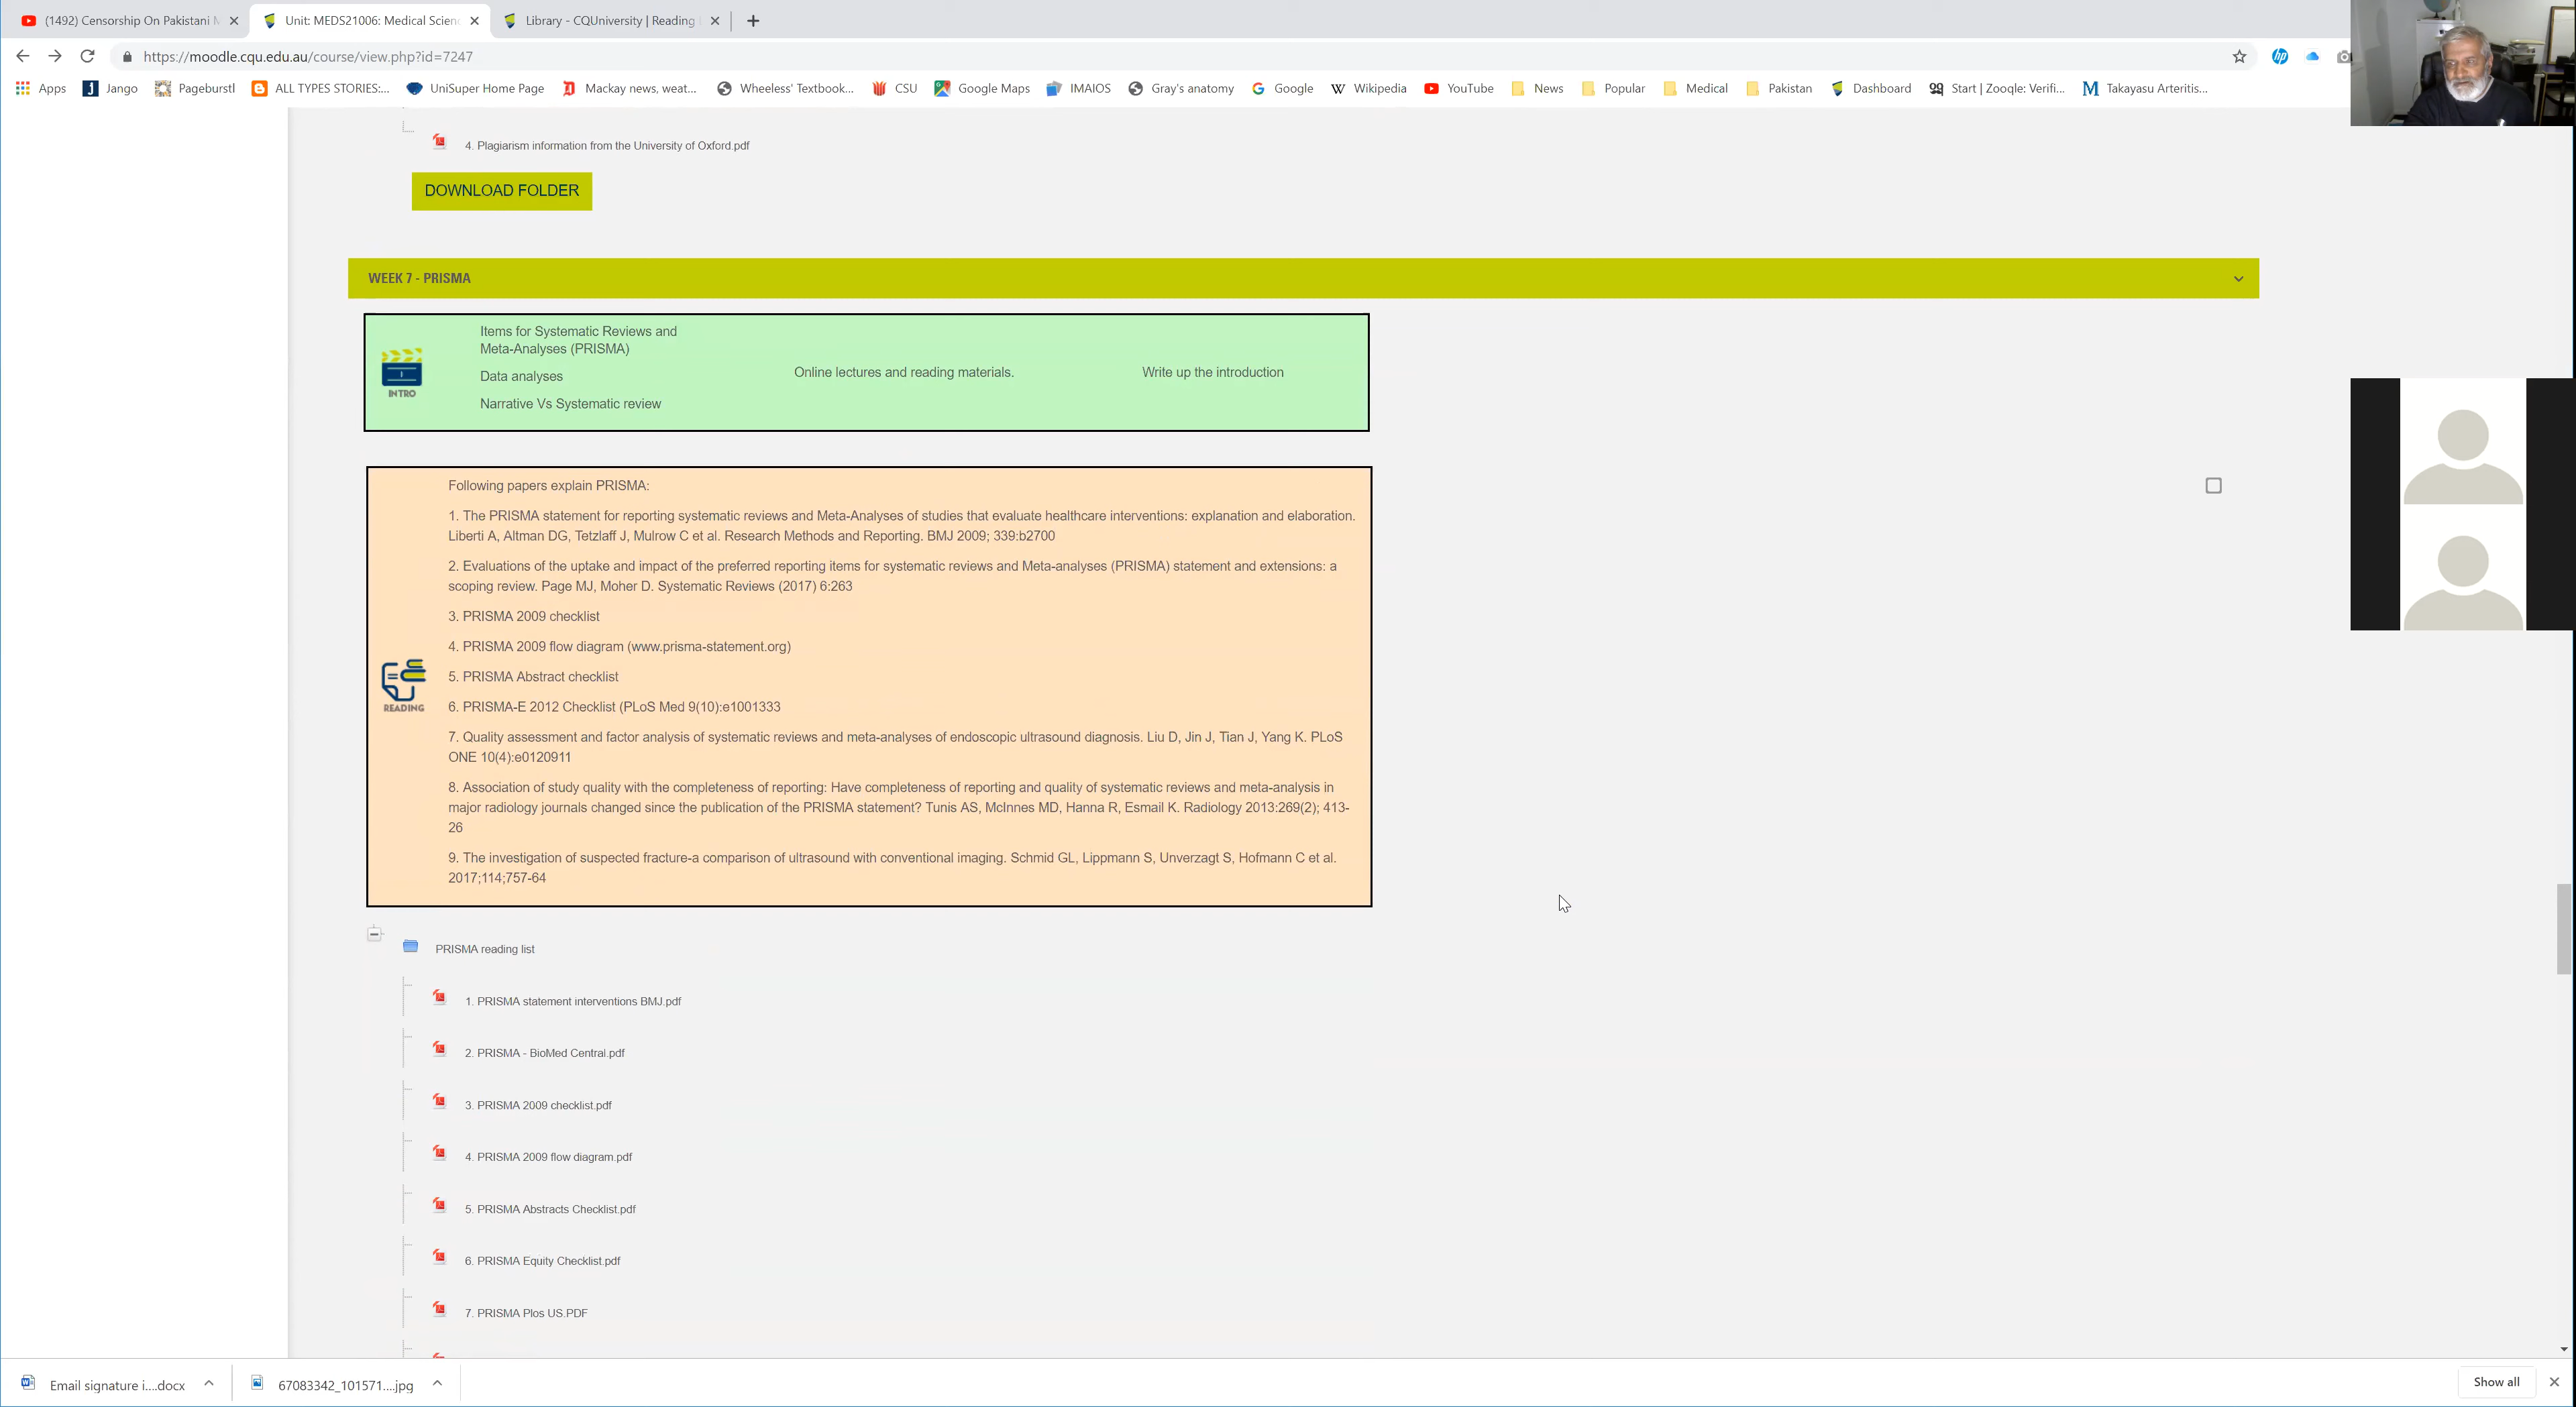 (1492) Censorship On Pakistani M
Unit: MEDS21006: Medical Scienc
Library - CQUniversity | Reading
https://moodle.cqu.edu.au/course/view.php?id=7247
Apps
Jango
Pageburstl
ALL TYPES STORIES:...
UniSuper Home Page
Mackay news, weat...
Wheeless' Textbook...
CSU
Google Maps
IMAIOS
Gray's anatomy
Google
Wikipedia
YouTube
News
Popular
Medical
Pakistan
Dashboard
Start | Zooqle: Verifi...
Takayasu Arteritis...
4. Plagiarism information from the University of Oxford.pdf
DOWNLOAD FOLDER
WEEK 7 - PRISMA
INTRO
Items for Systematic Reviews and
Meta-Analyses (PRISMA)
Data analyses
Narrative Vs Systematic review
Online lectures and reading materials.
Write up the introduction
READING
Following papers explain PRISMA:
1. The PRISMA statement for reporting systematic reviews and Meta-Analyses of studies that evaluate healthcare interventions: explanation and elaboration.
Liberti A, Altman DG, Tetzlaff J, Mulrow C et al. Research Methods and Reporting. BMJ 2009; 339:b2700
2. Evaluations of the uptake and impact of the preferred reporting items for systematic reviews and Meta-analyses (PRISMA) statement and extensions: a
scoping review. Page MJ, Moher D. Systematic Reviews (2017) 6:263
3. PRISMA 2009 checklist
4. PRISMA 2009 flow diagram (www.prisma-statement.org)
5. PRISMA Abstract checklist
6. PRISMA-E 2012 Checklist (PLoS Med 9(10):e1001333
7. Quality assessment and factor analysis of systematic reviews and meta-analyses of endoscopic ultrasound diagnosis. Liu D, Jin J, Tian J, Yang K. PLoS
ONE 10(4):e0120911
8. Association of study quality with the completeness of reporting: Have completeness of reporting and quality of systematic reviews and meta-analysis in
major radiology journals changed since the publication of the PRISMA statement? Tunis AS, McInnes MD, Hanna R, Esmail K. Radiology 2013:269(2); 413-
26
9. The investigation of suspected fracture-a comparison of ultrasound with conventional imaging. Schmid GL, Lippmann S, Unverzagt S, Hofmann C et al.
2017;114;757-64
PRISMA reading list
1. PRISMA statement interventions BMJ.pdf
2. PRISMA - BioMed Central.pdf
3. PRISMA 2009 checklist.pdf
4. PRISMA 2009 flow diagram.pdf
5. PRISMA Abstracts Checklist.pdf
6. PRISMA Equity Checklist.pdf
7. PRISMA Plos US.PDF
Email signature i....docx
67083342_101571....jpg
Show all